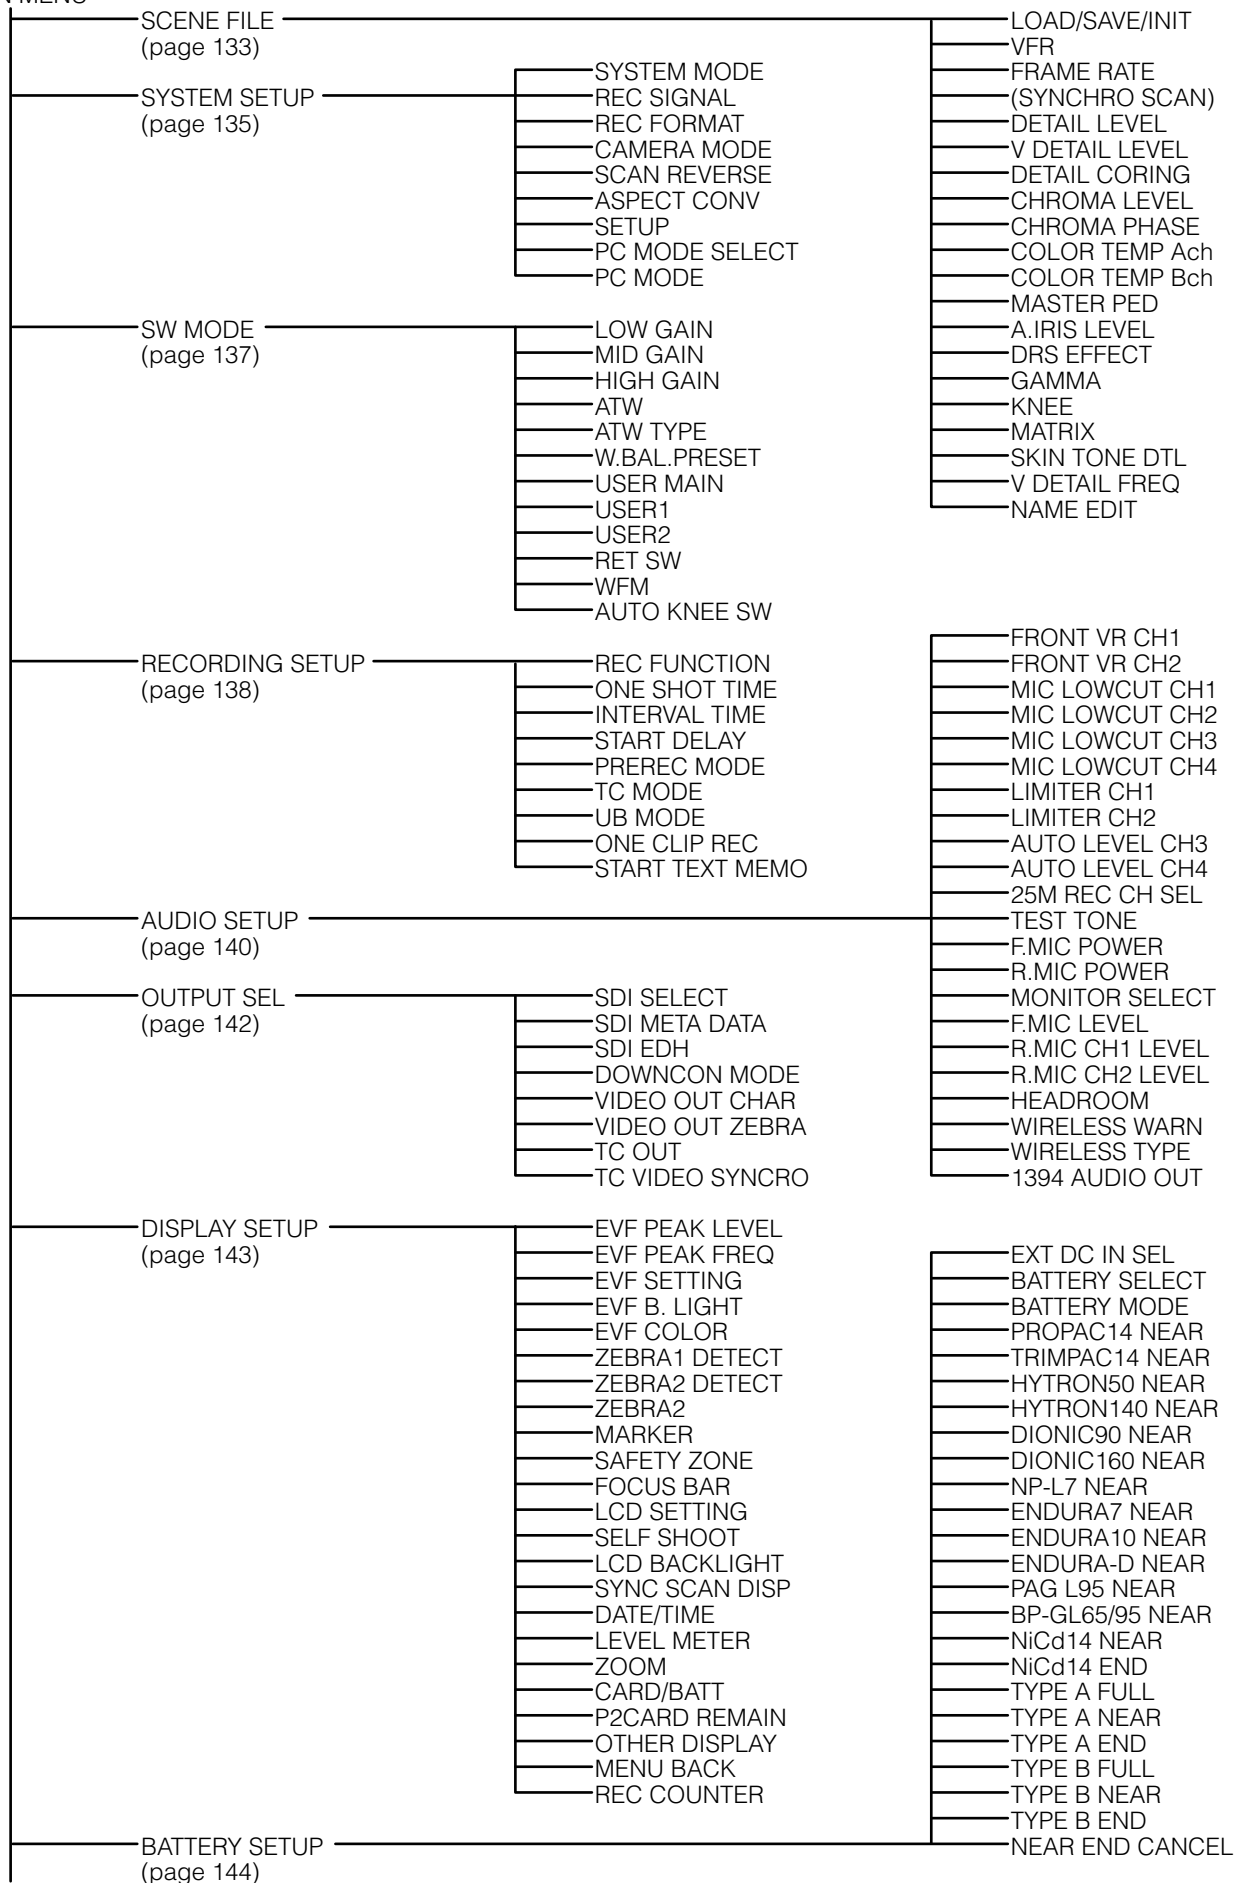 SCENE FILE
(page 133)
LOAD/SAVE/INIT
VFR
FRAME RATE
(SYNCHRO SCAN)
DETAIL LEVEL
V DETAIL LEVEL
DETAIL CORING
CHROMA LEVEL
CHROMA PHASE
COLOR TEMP Ach
COLOR TEMP Bch
MASTER PED
A.IRIS LEVEL
DRS EFFECT
GAMMA
KNEE
MATRIX
SKIN TONE DTL
V DETAIL FREQ
NAME EDIT
SYSTEM SETUP
(page 135)
SYSTEM MODE
REC SIGNAL
REC FORMAT
CAMERA MODE
SCAN REVERSE
ASPECT CONV
SETUP
PC MODE SELECT
PC MODE
SW MODE
(page 137)
LOW GAIN
MID GAIN
HIGH GAIN
ATW
ATW TYPE
W.BAL.PRESET
USER MAIN
USER1
USER2
RET SW
WFM
AUTO KNEE SW
RECORDING SETUP
(page 138)
REC FUNCTION
ONE SHOT TIME
INTERVAL TIME
START DELAY
PREREC MODE
TC MODE
UB MODE
ONE CLIP REC
START TEXT MEMO
AUDIO SETUP
(page 140)
FRONT VR CH1
FRONT VR CH2
MIC LOWCUT CH1
MIC LOWCUT CH2
MIC LOWCUT CH3
MIC LOWCUT CH4
LIMITER CH1
LIMITER CH2
AUTO LEVEL CH3
AUTO LEVEL CH4
25M REC CH SEL
TEST TONE
F.MIC POWER
R.MIC POWER
MONITOR SELECT
F.MIC LEVEL
R.MIC CH1 LEVEL
R.MIC CH2 LEVEL
HEADROOM
WIRELESS WARN
WIRELESS TYPE
1394 AUDIO OUT
OUTPUT SEL
(page 142)
SDI SELECT
SDI META DATA
SDI EDH
DOWNCON MODE
VIDEO OUT CHAR
VIDEO OUT ZEBRA
TC OUT
TC VIDEO SYNCRO
DISPLAY SETUP
(page 143)
EVF PEAK LEVEL
EVF PEAK FREQ
EVF SETTING
EVF B. LIGHT
EVF COLOR
ZEBRA1 DETECT
ZEBRA2 DETECT
ZEBRA2
MARKER
SAFETY ZONE
FOCUS BAR
LCD SETTING
SELF SHOOT
LCD BACKLIGHT
SYNC SCAN DISP
DATE/TIME
LEVEL METER
ZOOM
CARD/BATT
P2CARD REMAIN
OTHER DISPLAY
MENU BACK
REC COUNTER
BATTERY SETUP
(page 144)
EXT DC IN SEL
BATTERY SELECT
BATTERY MODE
PROPAC14 NEAR
TRIMPAC14 NEAR
HYTRON50 NEAR
HYTRON140 NEAR
DIONIC90 NEAR
DIONIC160 NEAR
NP-L7 NEAR
ENDURA7 NEAR
ENDURA10 NEAR
ENDURA-D NEAR
PAG L95 NEAR
BP-GL65/95 NEAR
NiCd14 NEAR
NiCd14 END
TYPE A FULL
TYPE A NEAR
TYPE A END
TYPE B FULL
TYPE B NEAR
TYPE B END
NEAR END CANCEL